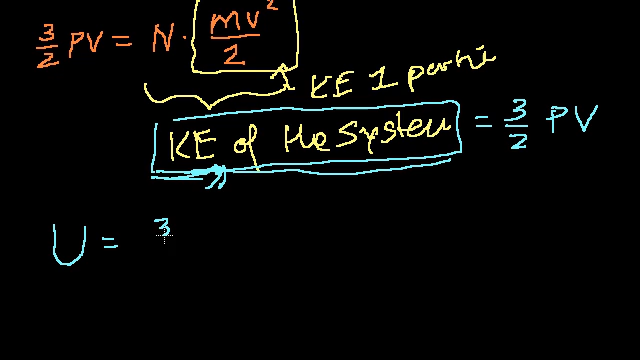 3/2 PV = N · mv²/2
KE 1 parti
KE of the System = 3/2 PV
U = 3